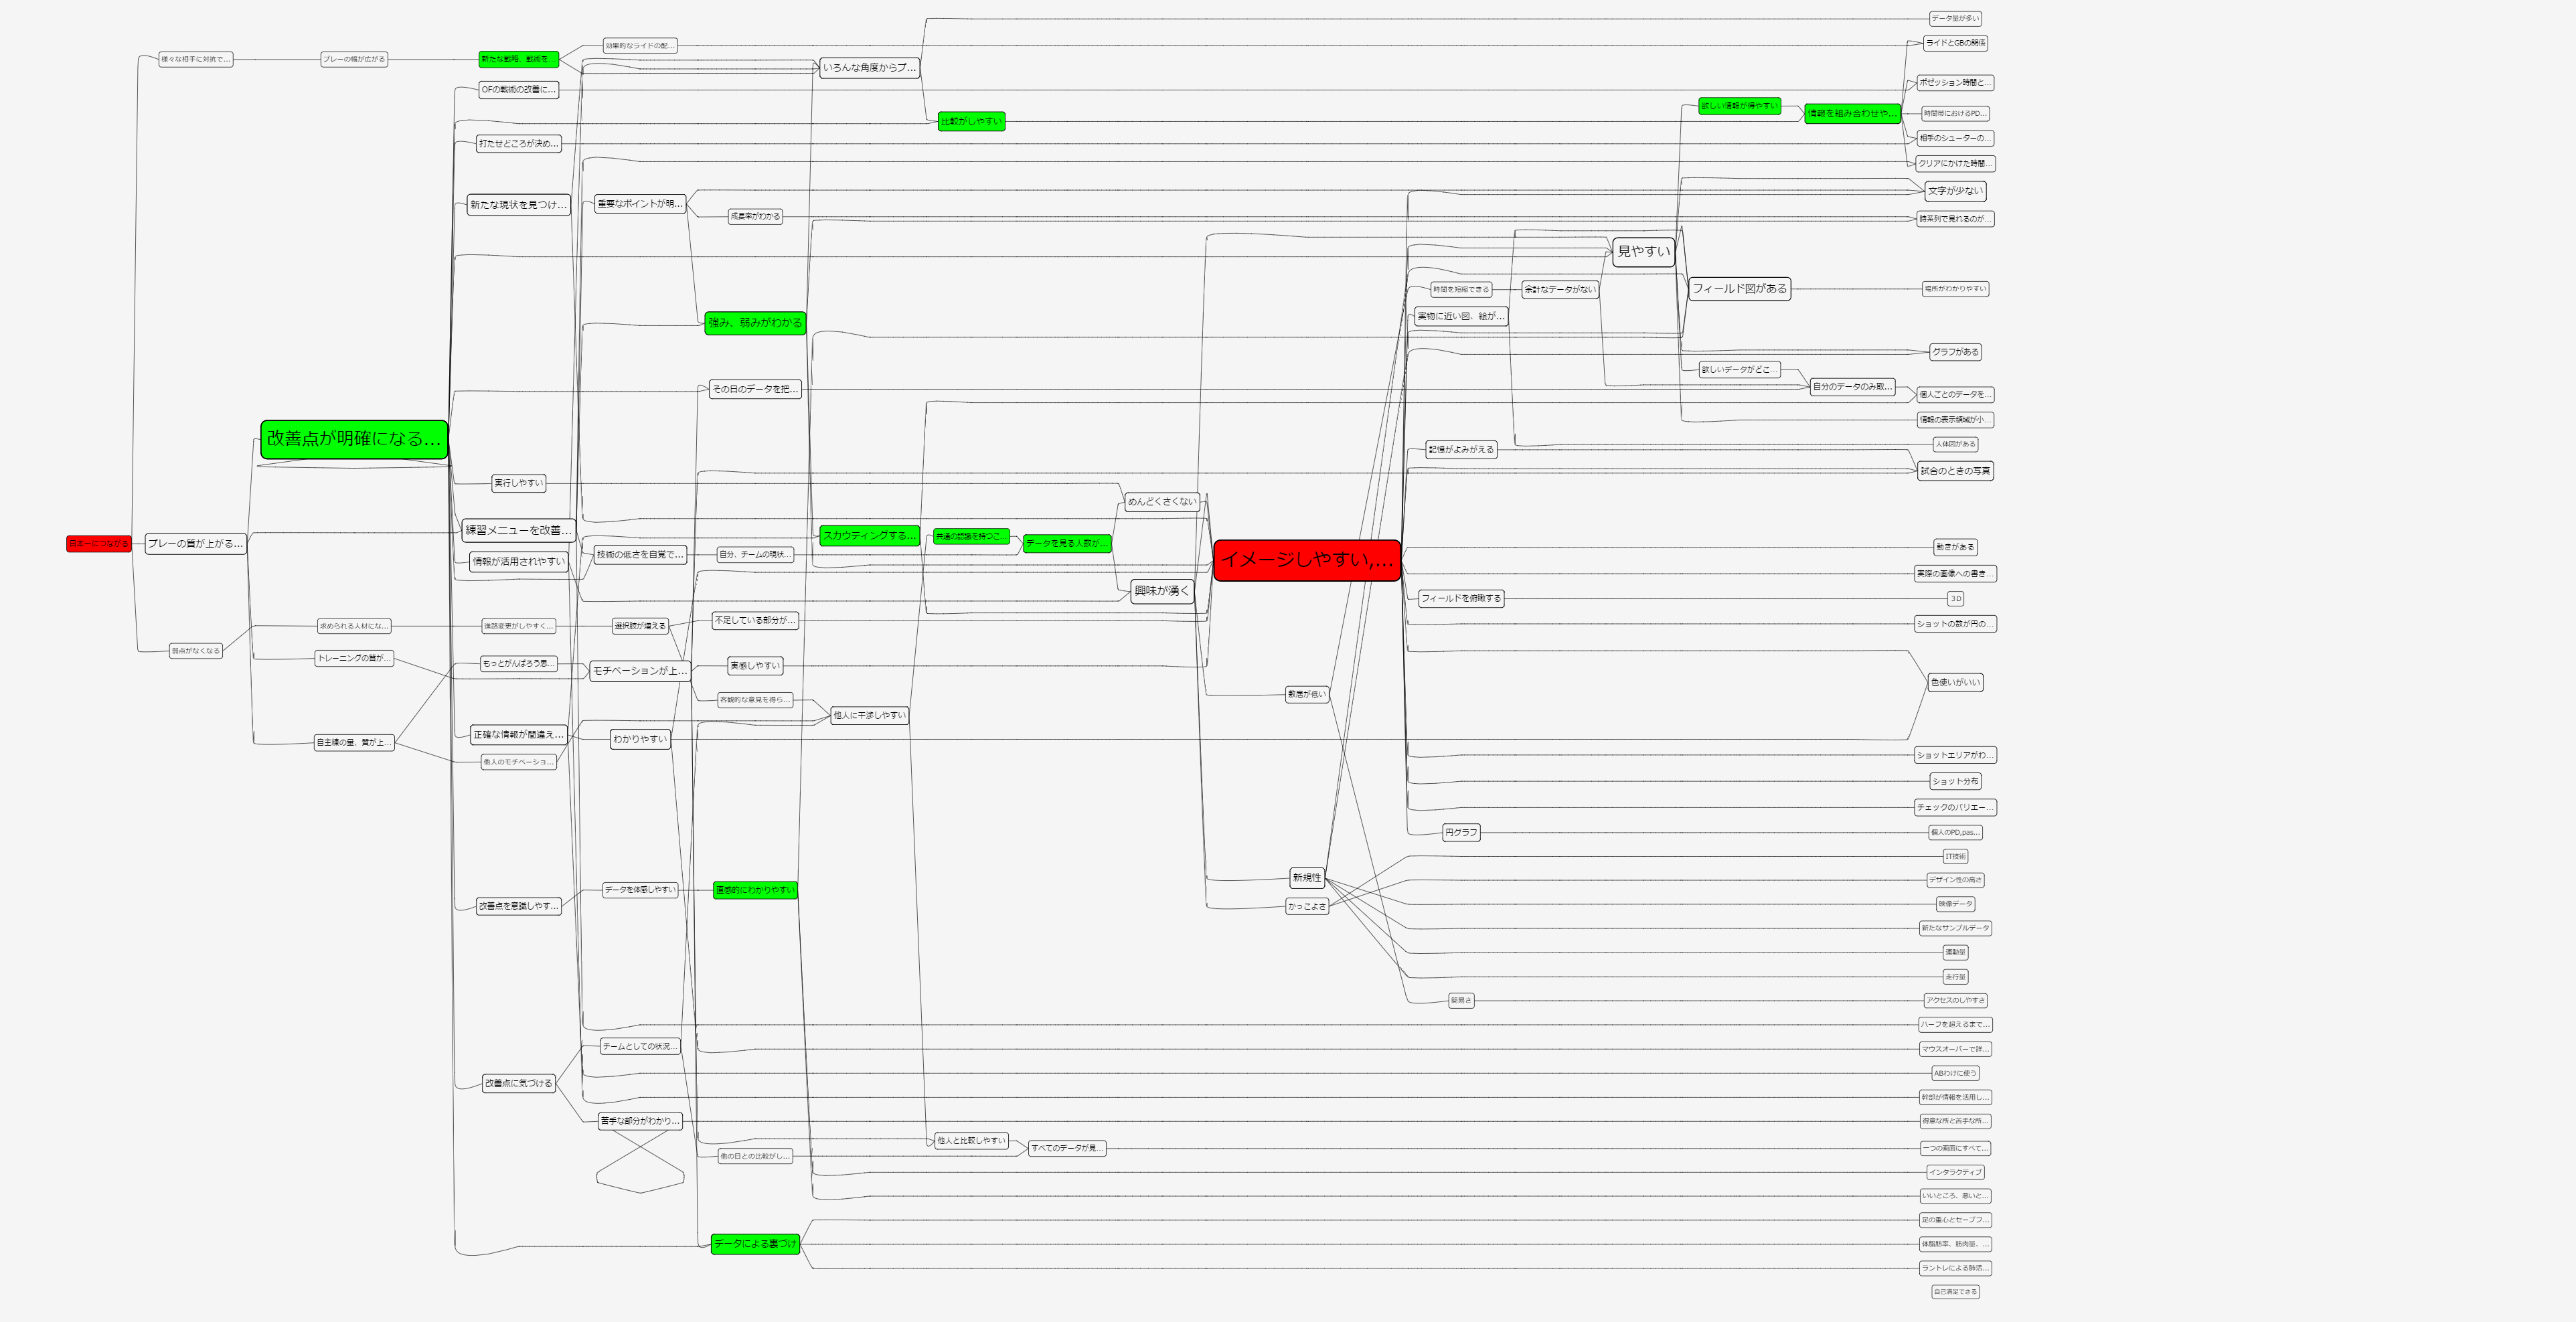 日本一につながる
様々な相手に対抗で...
プレーの質が上がる...
弱点がなくなる
プレーの幅が広がる
改善点が明確になる...
求められる人材にな...
トレーニングの質が...
自主練の量、質が上...
新たな戦略、戦術を...
OFの戦術の改善に...
打たせどころが決め...
新たな現状を見つけ...
実行しやすい
練習メニューを改善...
情報が活用されやすい
進路変更がしやすく...
もっとがんばろう思...
正確な情報が間違え...
他人のモチベーショ...
改善点を意識しやす...
改善点に気づける
効果的なライドの配...
重要なポイントが明...
技術の低さを自覚で...
選択肢が増える
モチベーションが上...
わかりやすい
データを体感しやすい
チームとしての状況...
苦手な部分がわかり...
成長率がわかる
強み、弱みがわかる
その日のデータを把...
自分、チームの現状...
不足している部分が...
実感しやすい
客観的な意見を得ら...
直感的にわかりやすい
他の日との比較がし...
データによる裏づけ
いろんな角度からプ...
スカウティングする...
他人に干渉しやすい
比較がしやすい
共通の認識を持つこ...
他人と比較しやすい
データを見る人数が...
すべてのデータが見...
めんどくさくない
興味が湧く
イメージしやすい,...
敷居が低い
新規性
かっこよさ
時間を短縮できる
実物に近い図、絵が...
記憶がよみがえる
フィールドを俯瞰する
円グラフ
簡易さ
余計なデータがない
見やすい
欲しい情報が得やすい
フィールド図がある
欲しいデータがどこ...
情報を組み合わせや...
自分のデータのみ取...
データ量が多い
ライドとGBの関係
ポゼッション時間と...
時間帯におけるPD...
相手のシューターの...
クリアにかけた時間...
文字が少ない
時系列で見れるのが...
場所がわかりやすい
グラフがある
個人ごとのデータを...
情報の表示領域が小...
人体図がある
試合のときの写真
動きがある
実際の画像への書き...
3D
ショットの数が円の...
色使いがいい
ショットエリアがわ...
ショット分布
チェックのバリエー...
個人のPD,pas...
IT技術
デザイン性の高さ
映像データ
新たなサンプルデータ
運動量
走行量
アクセスのしやすさ
ハーフを超えるまで...
マウスオーバーで詳...
ABわけに使う
幹部が情報を活用し...
得意な所と苦手な所...
一つの画面にすべて...
インタラクティブ
いいところ、悪いと...
足の重心とセーブフ...
体脂肪率、筋肉量、...
ラントレによる肺活...
自己満足できる